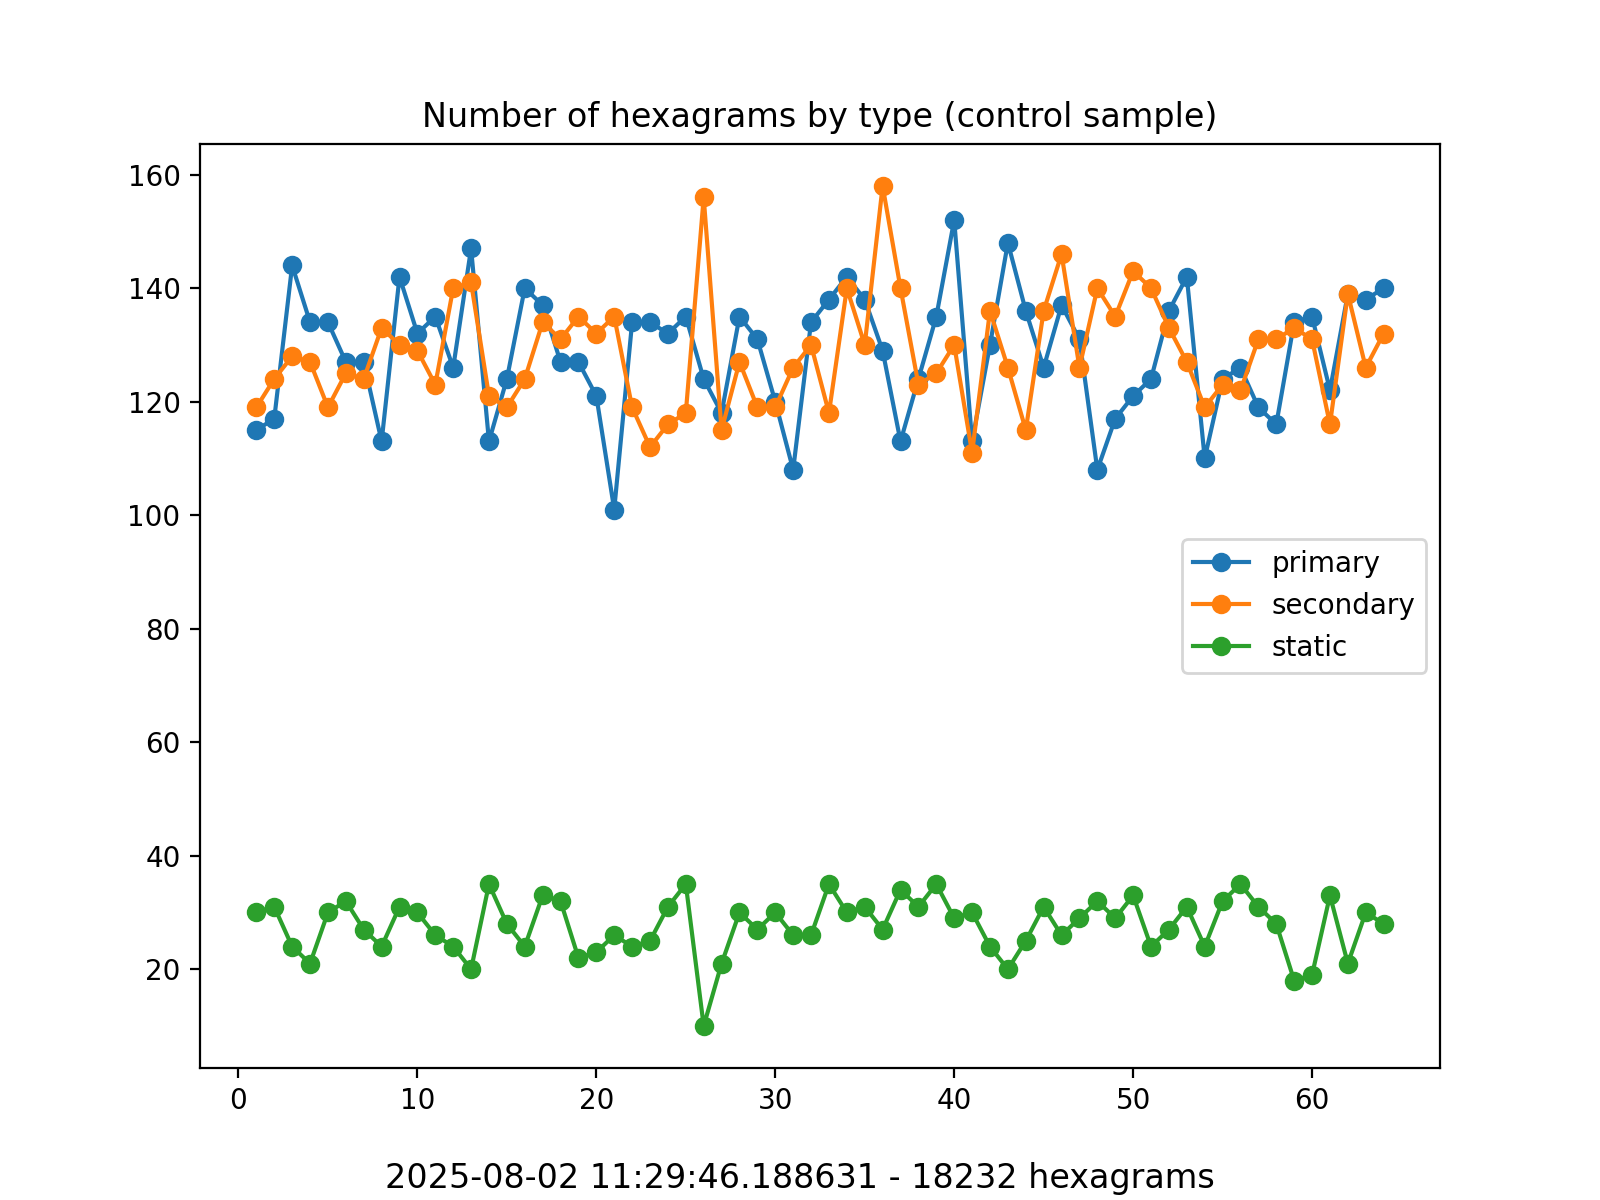 Number of hexagrams by type (control sample)
160
140
120
100
80
60
40
20
primary
secondary
static
0 10 20 30 40 50 60
2025-08-02 11:29:46.188631 - 18232 hexagrams